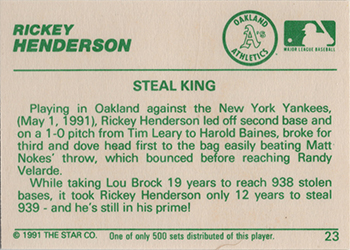 RICKEY
HENDERSON
OAKLAND
A's
ATHLETICS
MAJOR LEAGUE BASEBALL
STEAL KING
Playing in Oakland against the New York Yankees,
(May 1, 1991), Rickey Henderson led off second base and
on a 1-0 pitch from Tim Leary to Harold Baines, broke for
third and dove head first to the bag easily beating Matt
Nokes' throw, which bounced before reaching Randy
Velarde.
While taking Lou Brock 19 years to reach 938 stolen
bases, it took Rickey Henderson only 12 years to steal
939 - and he's still in his prime!
© 1991 THE STAR CO. One of only 500 sets distributed of this player. 23